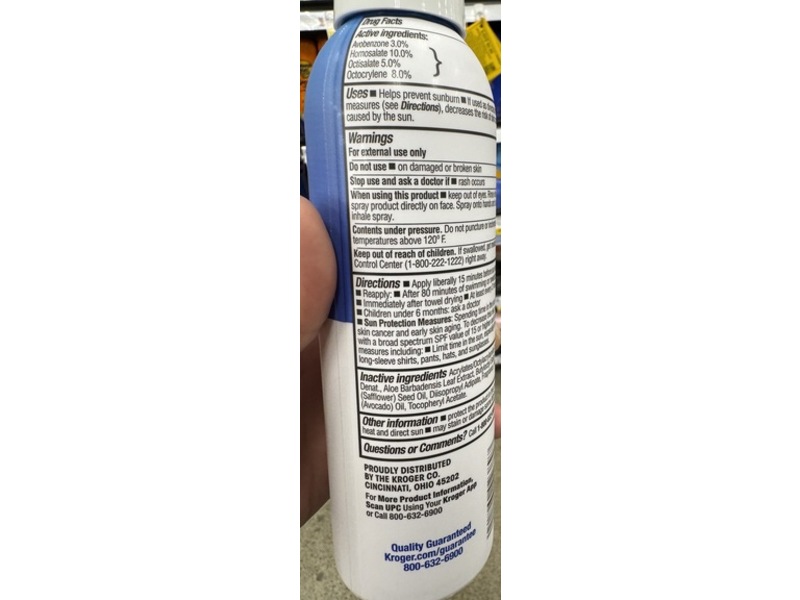 Drug Facts
Active ingredients:
Avobenzone 3.0%
Homosalate 10.0%
Octisalate 5.0%
Octocrylene 8.0%
Uses ■ Helps prevent sunburn ■ If used as
measures (see Directions), decreases the risk of
caused by the sun.
Warnings
For external use only
Do not use ■ on damaged or broken skin
Stop use and ask a doctor if ■ rash occurs
When using this product ■ keep out of eyes.
spray product directly on face. Spray onto hands
inhale spray.
Contents under pressure. Do not puncture or
temperatures above 120° F.
Keep out of reach of children. If swallowed,
Control Center (1-800-222-1222) right away.
Directions ■ Apply liberally 15 minutes
■ Reapply: ■ After 80 minutes of swimming or
■ Immediately after towel drying ■ At least
■ Children under 6 months: ask a doctor
■ Sun Protection Measures: Spending time in
skin cancer and early skin aging. To decrease
with a broad spectrum SPF value of 15 or
measures including: ■ Limit time in the sun,
long-sleeve shirts, pants, hats, and sunglasses
Inactive ingredients
Denat., Aloe Barbadensis Leaf Extract,
(Safflower) Seed Oil, Diisopropyl Adipate,
(Avocado) Oil, Tocopheryl Acetate.
Other information ■ protect the product
heat and direct sun ■ may stain or damage
Questions or Comments? Call
PROUDLY DISTRIBUTED
BY THE KROGER CO.
CINCINNATI, OHIO 45202
For More Product Information,
Scan UPC Using Your Kroger App
or Call 800-632-6900
Quality Guaranteed
Kroger.com/guarantee
800-632-6900